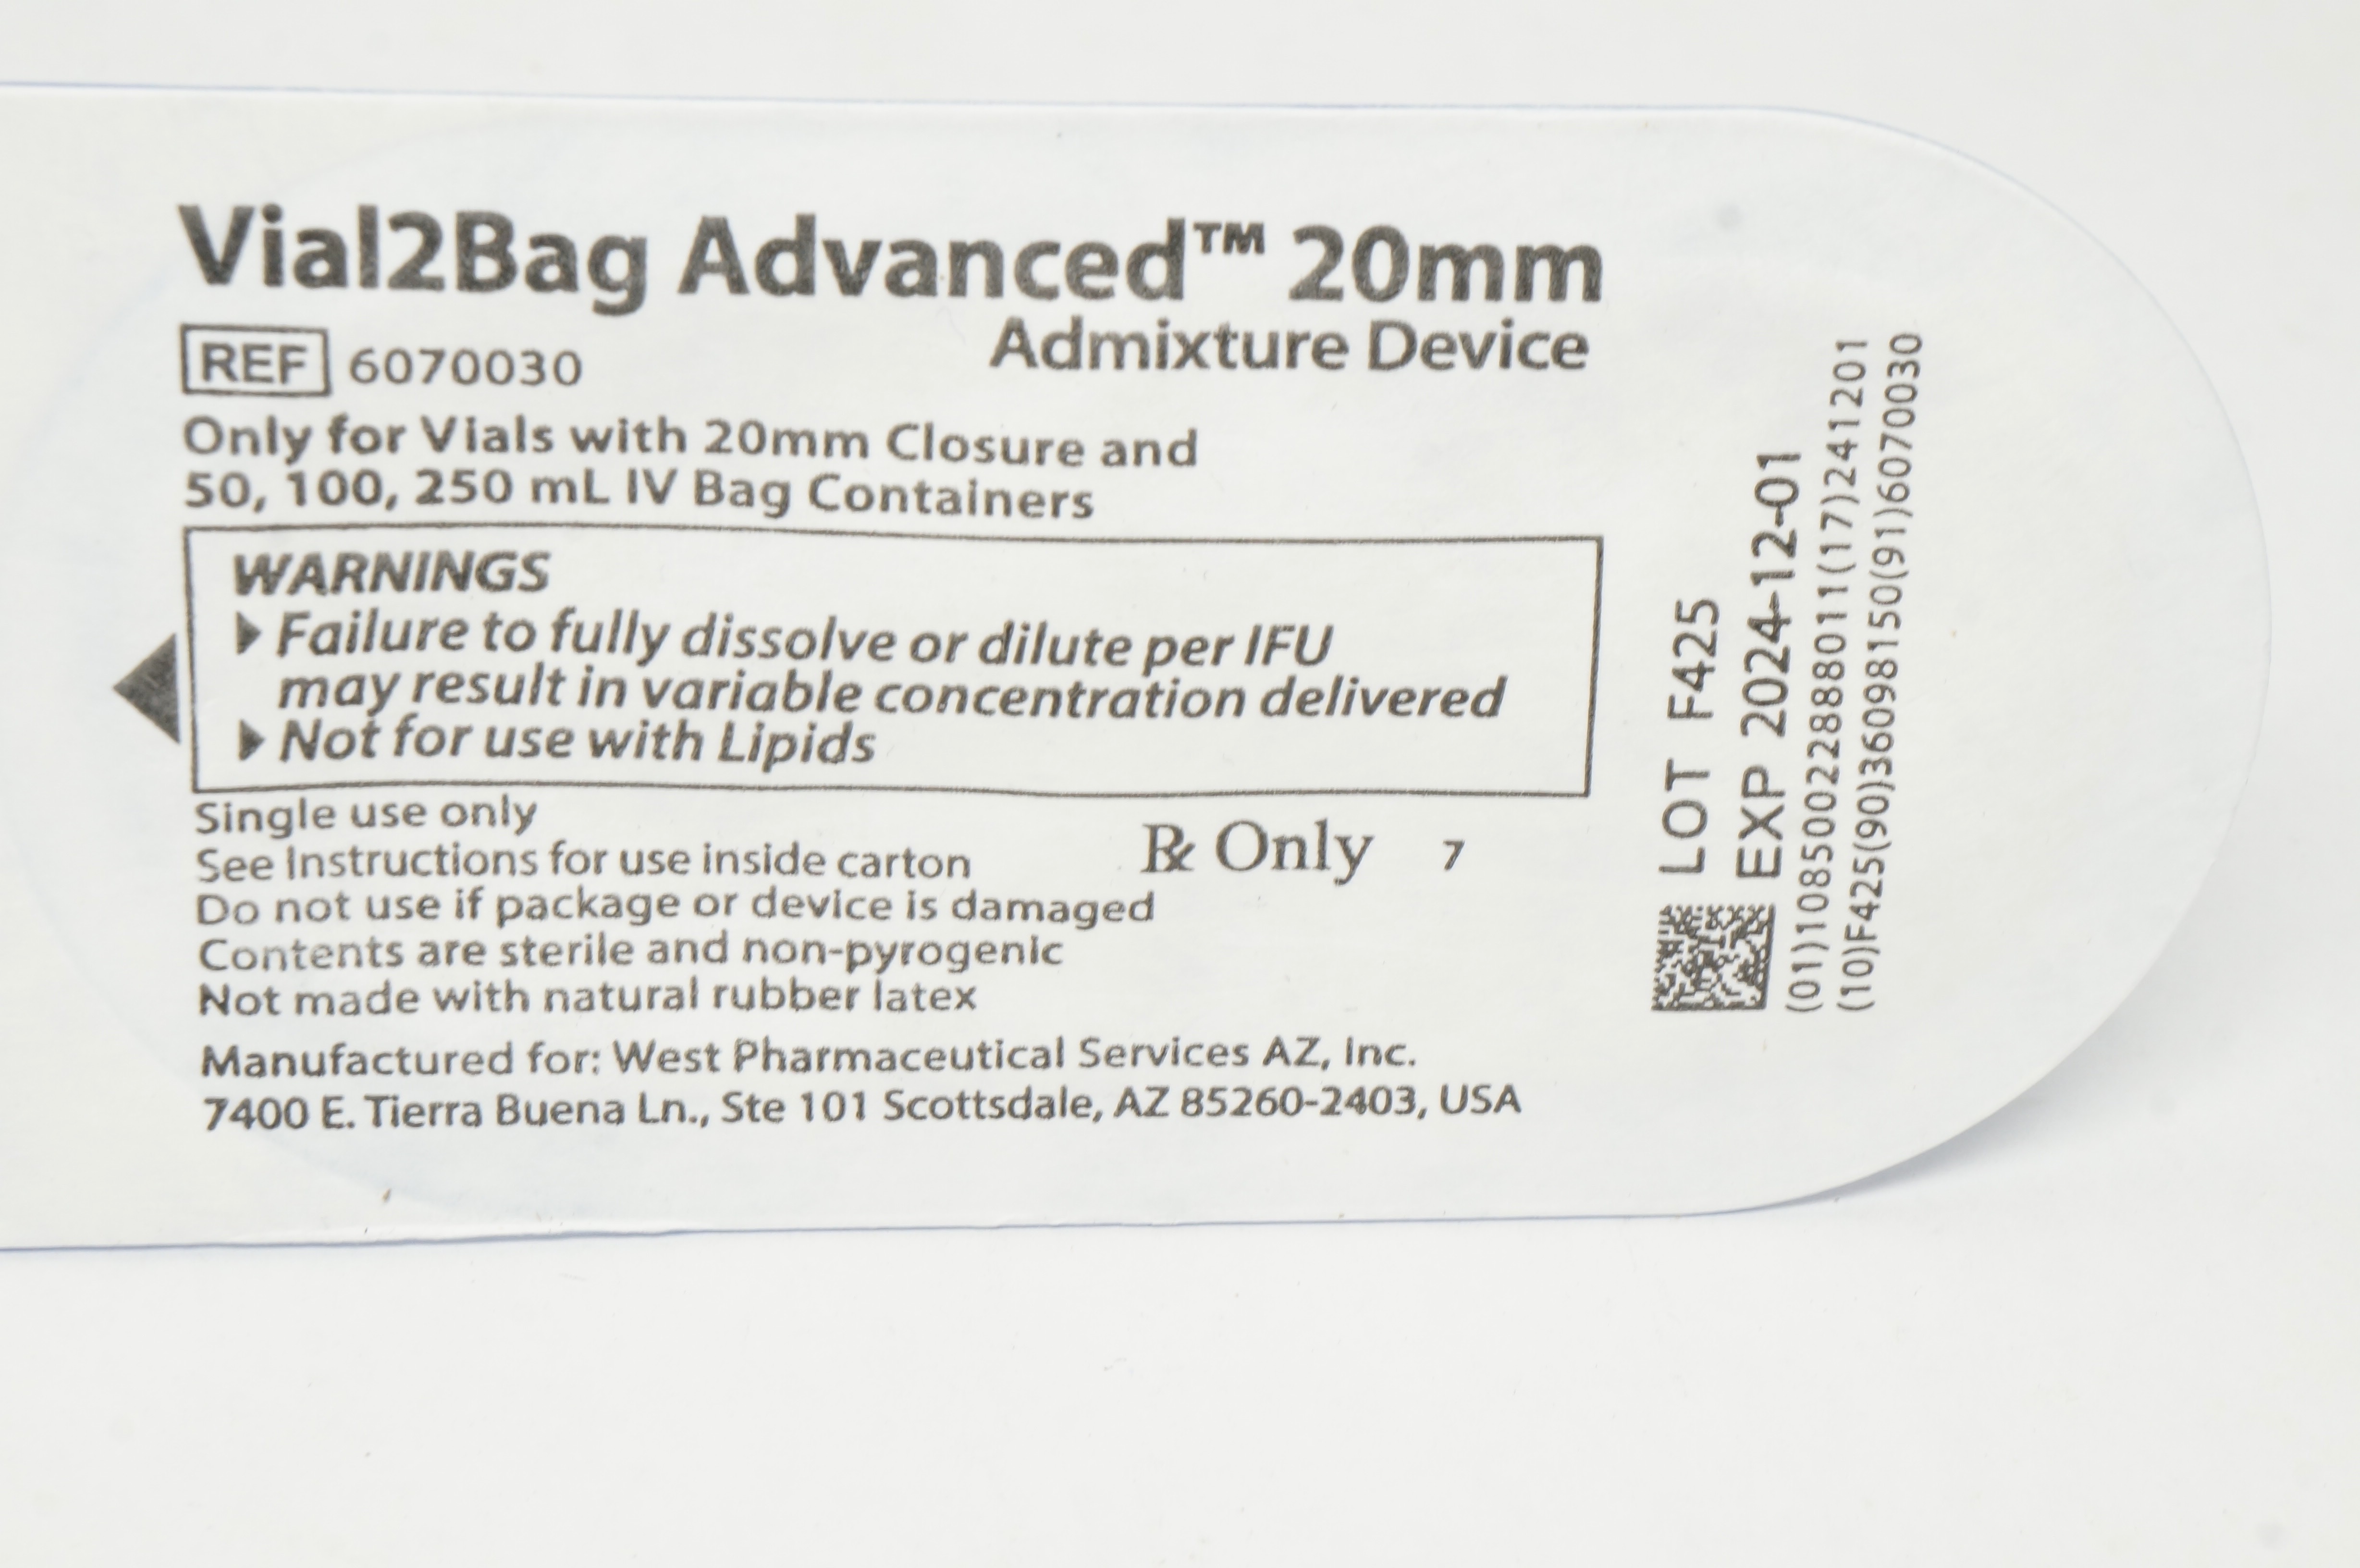 Vial2Bag Advanced™ 20mm
Admixture Device
REF 6070030
Only for Vials with 20mm Closure and
50, 100, 250 mL IV Bag Containers
WARNINGS
Failure to fully dissolve or dilute per IFU
may result in variable concentration delivered
Not for use with Lipids
Single use only
See Instructions for use inside carton
Do not use if package or device is damaged
Contents are sterile and non-pyrogenic
Not made with natural rubber latex
℞ Only 7
Manufactured for: West Pharmaceutical Services AZ, Inc.
7400 E. Tierra Buena Ln., Ste 101 Scottsdale, AZ 85260-2403, USA
LOT F425
EXP 2024-12-01
(01)10850022888011(17)241201
(10)F425(90)36098150(91)6070030